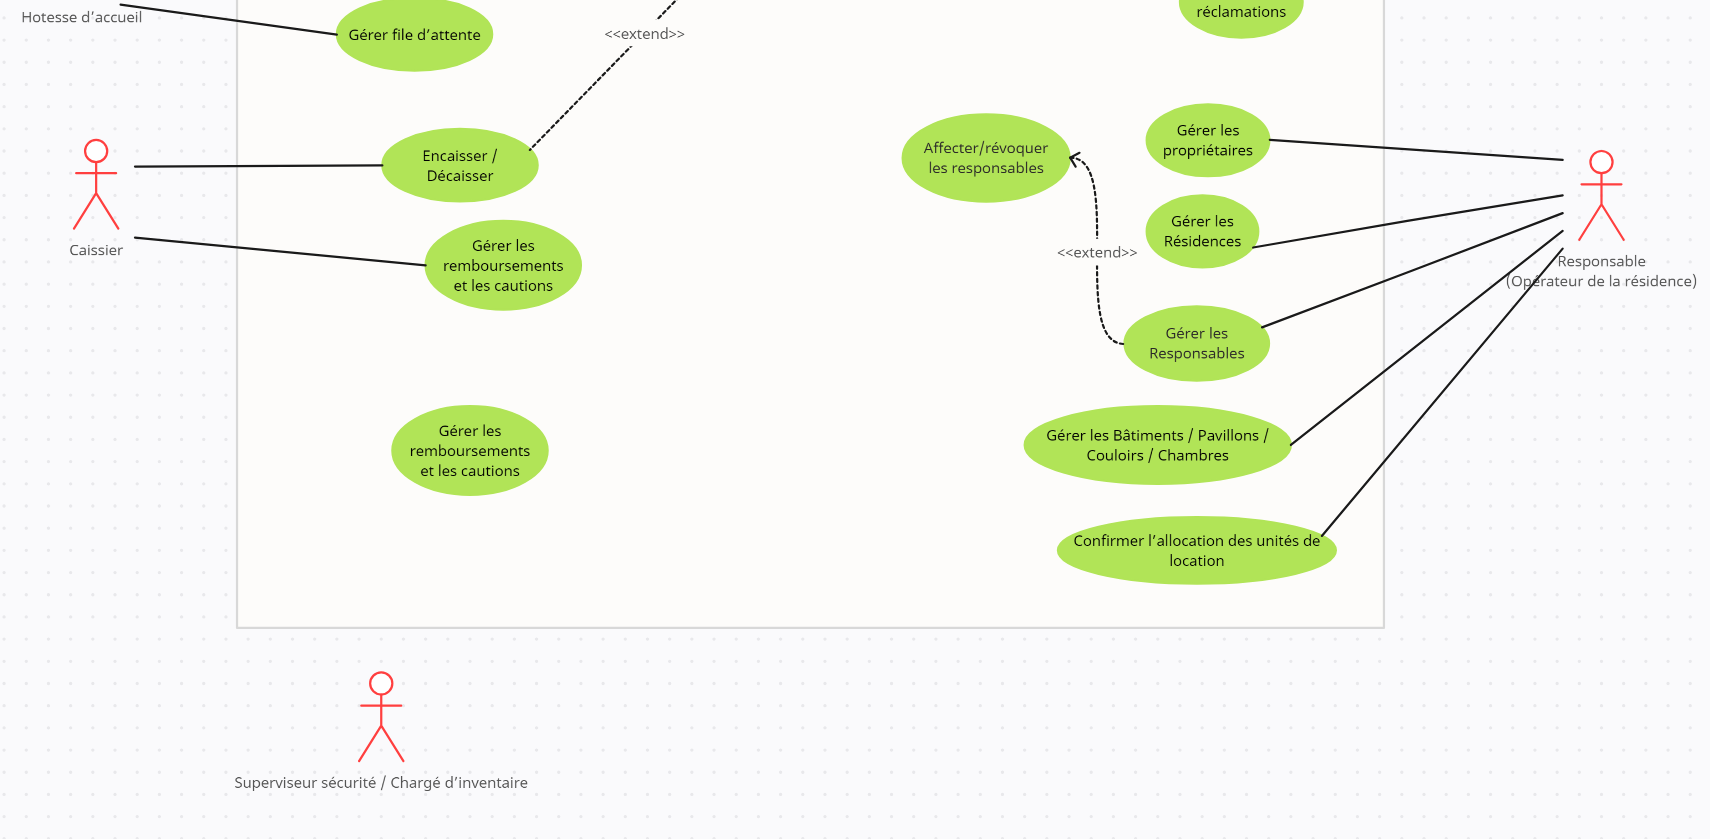 Hotesse d’accueil
Gérer file d’attente
<<extend>>
réclamations
Encaisser /
Décaisser
Caissier
Gérer les
remboursements
et les cautions
Affecter/révoquer
les responsables
Gérer les
propriétaires
Gérer les
Résidences
<<extend>>
Responsable
(Opérateur de la résidence)
Gérer les
Responsables
Gérer les
remboursements
et les cautions
Gérer les Bâtiments / Pavillons /
Couloirs / Chambres
Confirmer l’allocation des unités de
location
Superviseur sécurité / Chargé d’inventaire